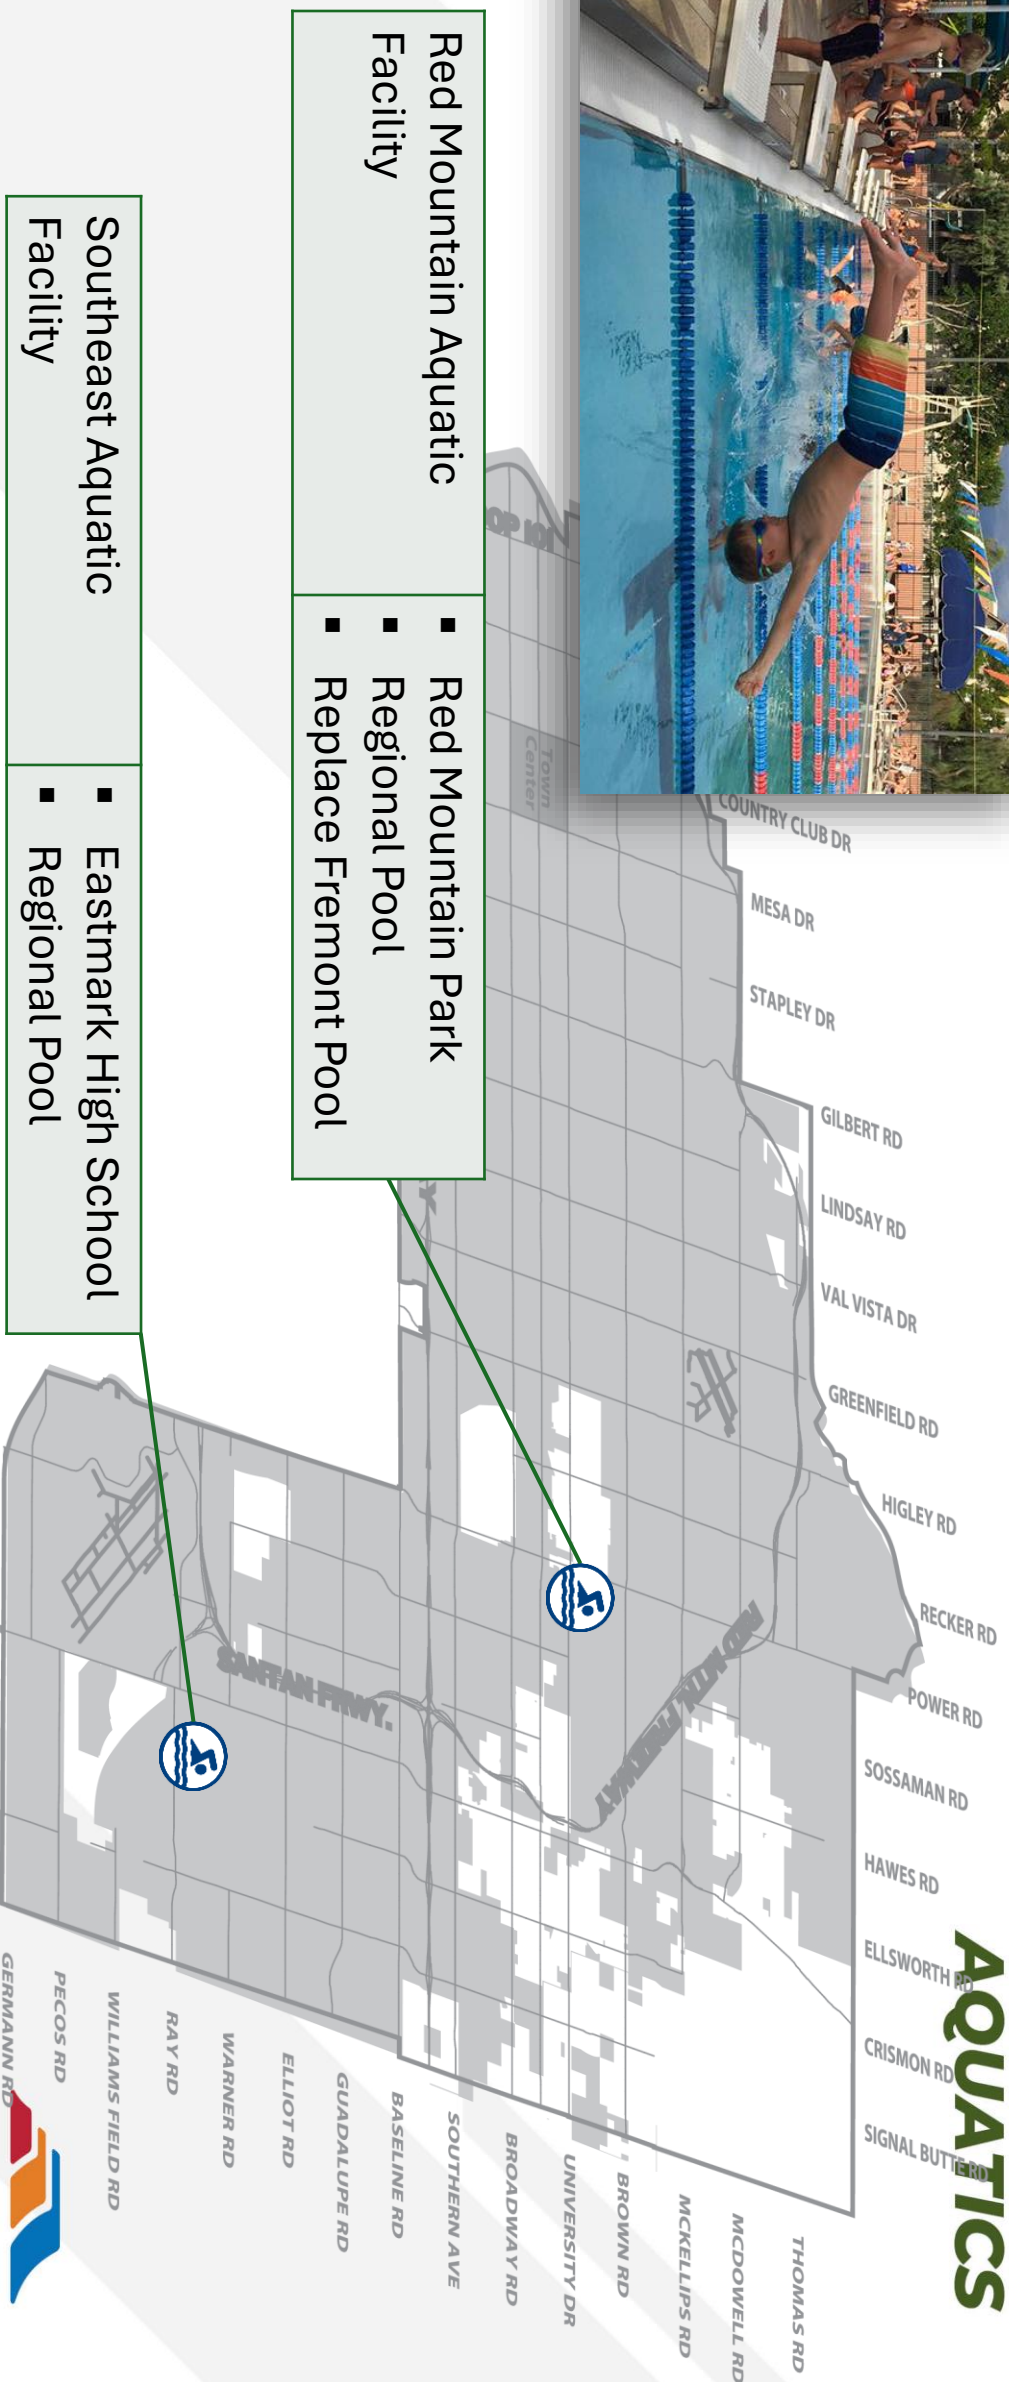 AQUATICS
COUNTRY CLUB DR
MESA DR
STAPLEY DR
GILBERT RD
LINDSAY RD
VAL VISTA DR
GREENFIELD RD
HIGLEY RD
RECKER RD
POWER RD
SOSSAMAN RD
HAWES RD
ELLSWORTH RD
CRISMON RD
SIGNAL BUTTE RD
THOMAS RD
MCDOWELL RD
MCKELLIPS RD
BROWN RD
UNIVERSITY DR
BROADWAY RD
SOUTHERN AVE
BASELINE RD
GUADALUPE RD
ELLIOT RD
WARNER RD
RAY RD
WILLIAMS FIELD RD
PECOS RD
GERMANN RD
Town
Center
RED MTN. FREEWAY
SANTAN FRWY.
Red Mountain Aquatic
Facility
▪ Red Mountain Park
▪ Regional Pool
▪ Replace Fremont Pool
Southeast Aquatic
Facility
▪ Eastmark High School
▪ Regional Pool